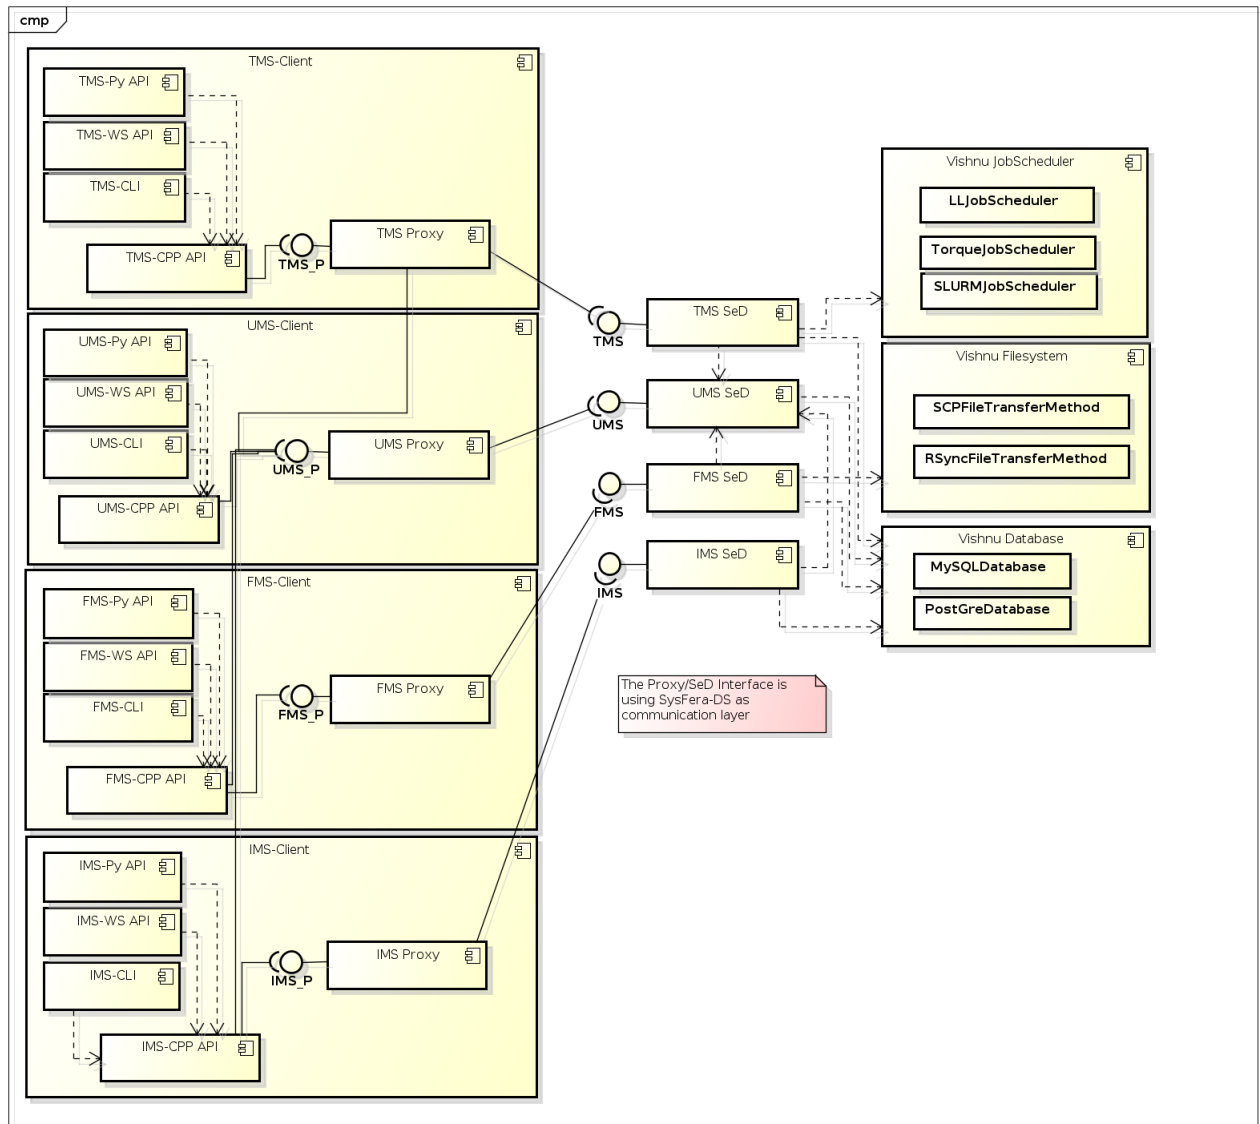 cmp
TMS-Client
TMS-Py API
TMS-WS API
TMS-CLI
TMS-CPP API
TMS_P
TMS Proxy
UMS-Client
UMS-Py API
UMS-WS API
UMS-CLI
UMS-CPP API
UMS_P
UMS Proxy
FMS-Client
FMS-Py API
FMS-WS API
FMS-CLI
FMS-CPP API
FMS_P
FMS Proxy
IMS-Client
IMS-Py API
IMS-WS API
IMS-CLI
IMS-CPP API
IMS_P
IMS Proxy
TMS
TMS SeD
UMS
UMS SeD
FMS
FMS SeD
IMS
IMS SeD
The Proxy/SeD Interface is
using SysFera-DS as
communication layer
Vishnu JobScheduler
LLJobScheduler
TorqueJobScheduler
SLURMJobScheduler
Vishnu Filesystem
SCPFileTransferMethod
RSyncFileTransferMethod
Vishnu Database
MySQLDatabase
PostGreDatabase